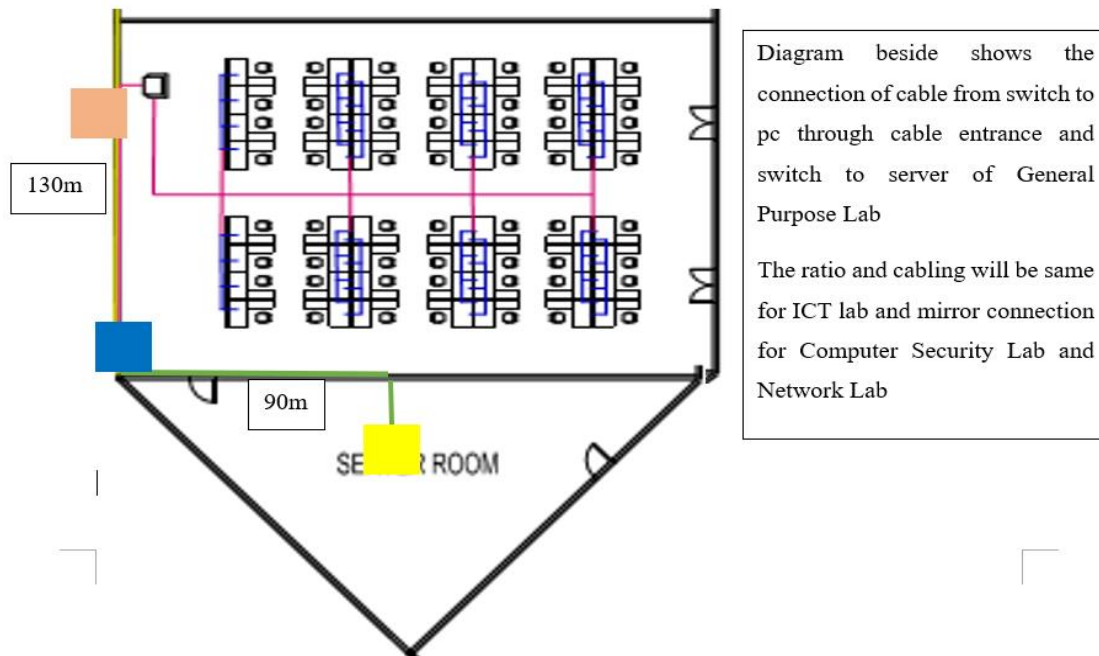 Diagram beside shows the
connection of cable from switch to
pc through cable entrance and
switch to server of General
Purpose Lab
The ratio and cabling will be same
for ICT lab and mirror connection
for Computer Security Lab and
Network Lab
130m
90m
SE R ROOM